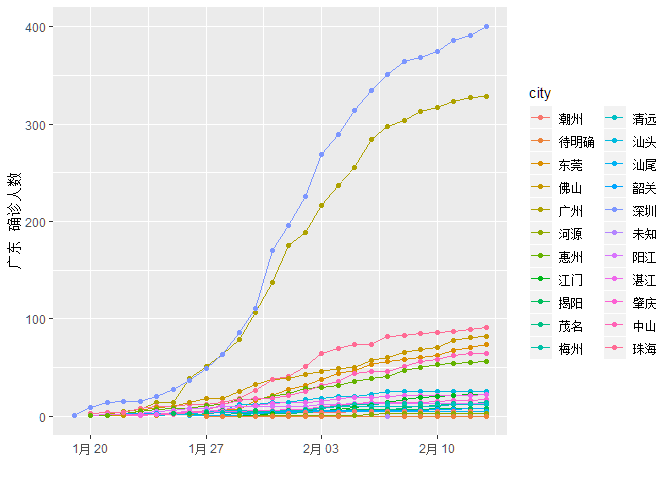 400
300
200
100
0
广东 确诊人数
1月 20
1月 27
2月 03
2月 10
city
潮州
待明确
东莞
佛山
广州
河源
惠州
江门
揭阳
茂名
梅州
清远
汕头
汕尾
韶关
深圳
未知
阳江
湛江
肇庆
中山
珠海